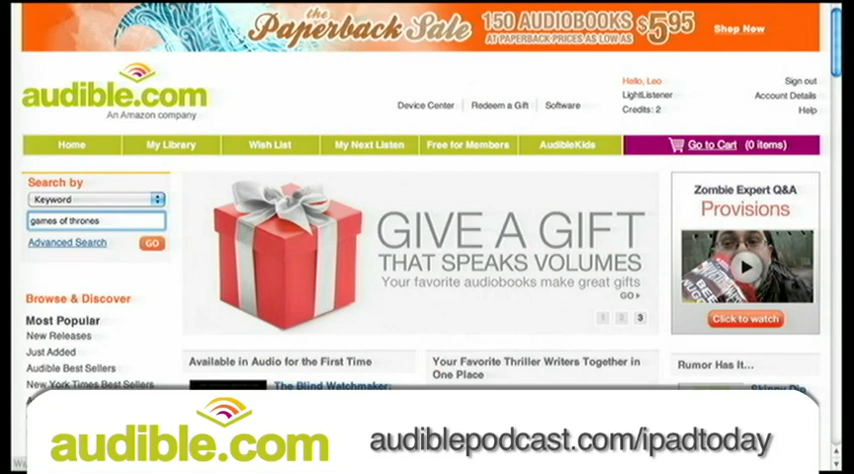 the
Paperback Sale
150 AUDIOBOOKS
AT PAPERBACK PRICES AS LOW AS
$5.95
Shop Now
audible.com
An Amazon company
Device Center
Redeem a Gift
Software
Hello, Leo
LightListener
Credits: 2
Sign out
Account Details
Help
Home
My Library
Wish List
My Next Listen
Free for Members
AudibleKids
Go to Cart (0 items)
Search by
Keyword
games of thrones
Advanced Search
GO
Browse & Discover
Most Popular
New Releases
Just Added
Audible Best Sellers
New York Times Best Sellers
GIVE A GIFT
THAT SPEAKS VOLUMES
Your favorite audiobooks make great gifts
GO
1 2 3
Zombie Expert Q&A
Provisions
Click to watch
Available in Audio for the First Time
The Blind Watchmaker:
Your Favorite Thriller Writers Together in
One Place
Rumor Has It...
Skinny Dip
audible.com
audiblepodcast.com/ipadtoday